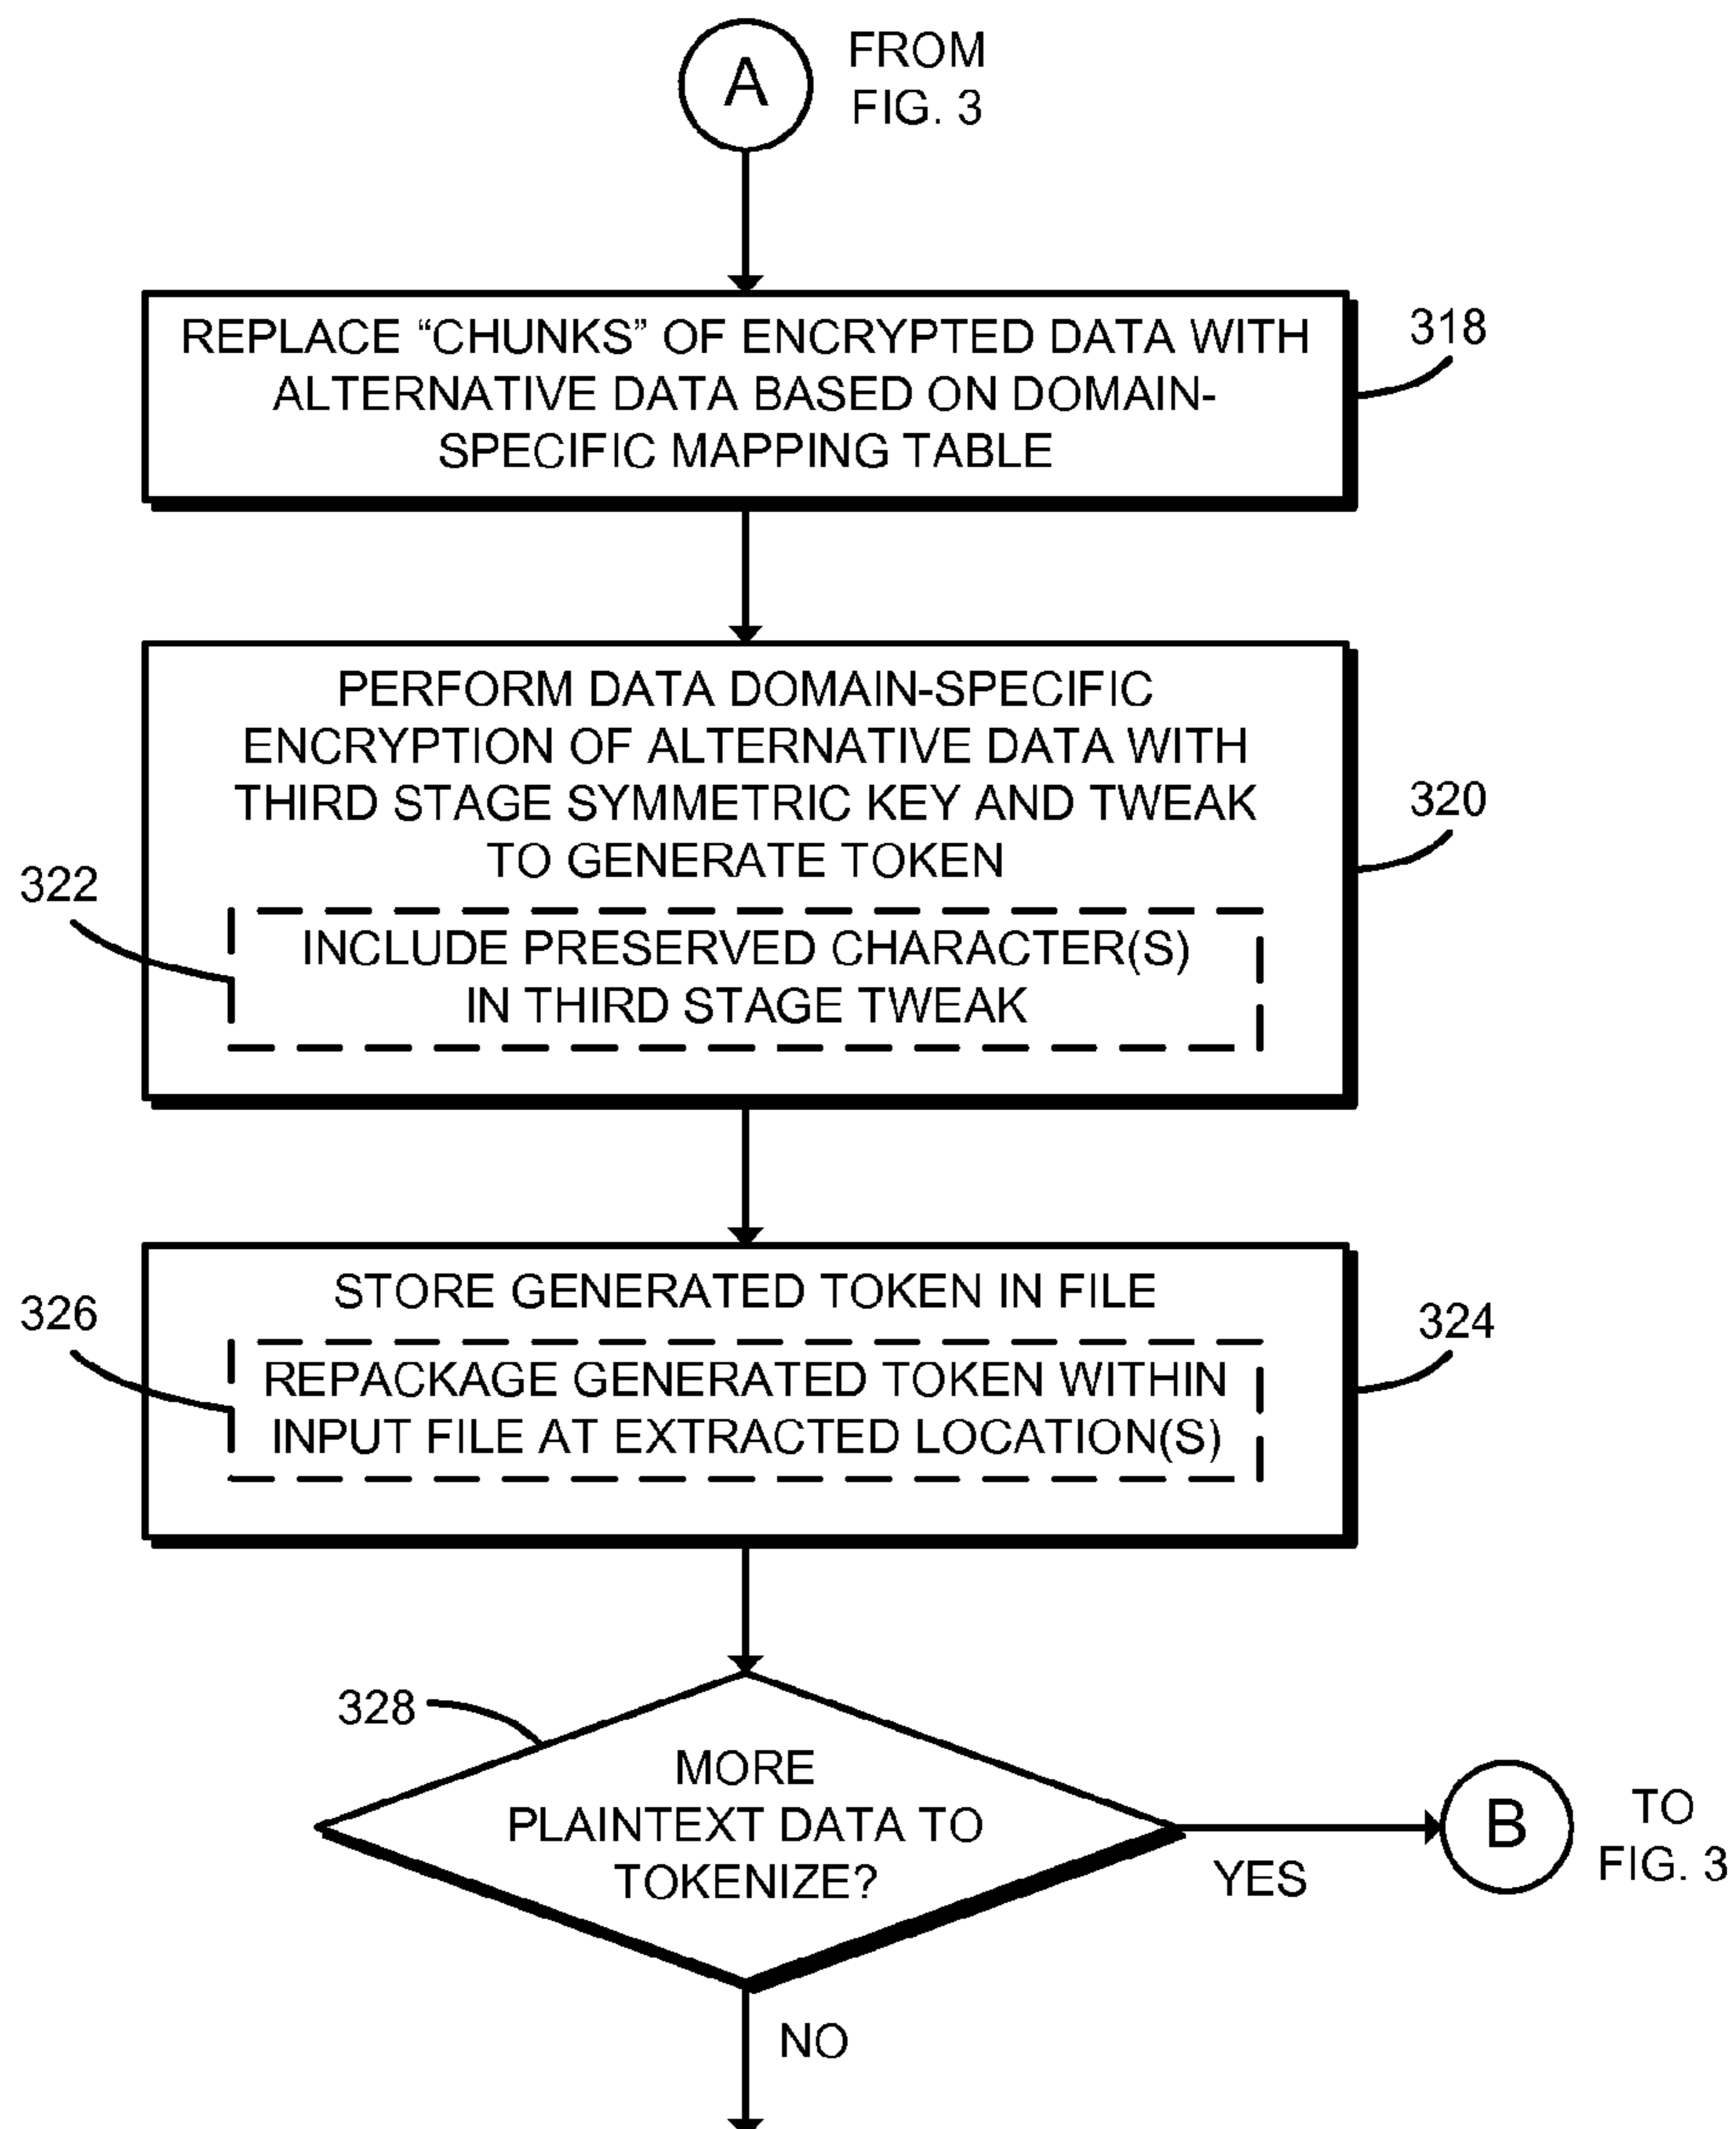 A
FROM
FIG. 3
REPLACE “CHUNKS” OF ENCRYPTED DATA WITH
ALTERNATIVE DATA BASED ON DOMAIN-
SPECIFIC MAPPING TABLE
318
PERFORM DATA DOMAIN-SPECIFIC
ENCRYPTION OF ALTERNATIVE DATA WITH
THIRD STAGE SYMMETRIC KEY AND TWEAK
TO GENERATE TOKEN
320
322
INCLUDE PRESERVED CHARACTER(S)
IN THIRD STAGE TWEAK
STORE GENERATED TOKEN IN FILE
324
326
REPACKAGE GENERATED TOKEN WITHIN
INPUT FILE AT EXTRACTED LOCATION(S)
328
MORE
PLAINTEXT DATA TO
TOKENIZE?
YES
B
TO
FIG. 3
NO